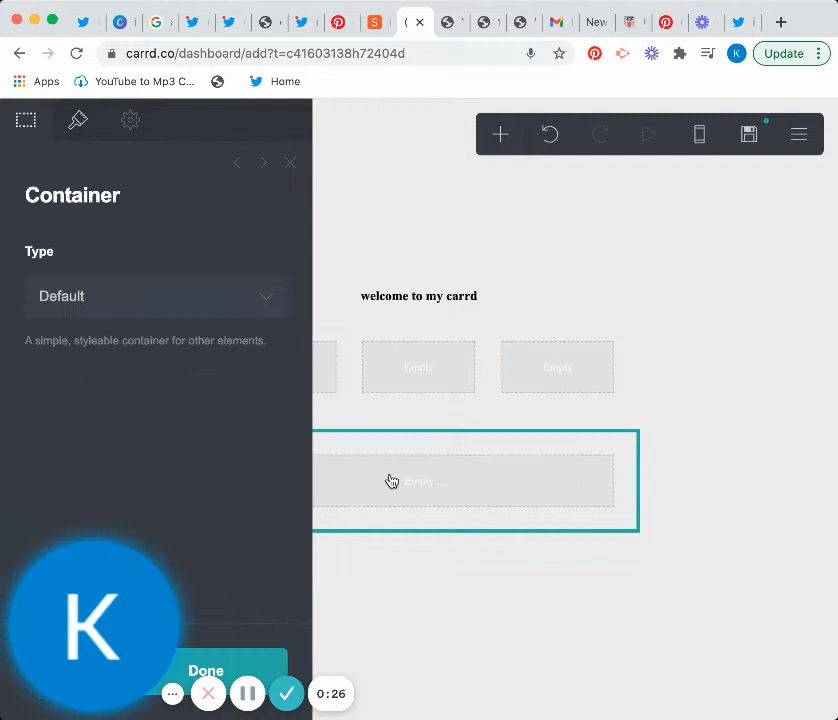 carrd.co/dashboard/add?t=c41603138h72404d
New
K
Update
Apps
YouTube to Mp3 C...
Home
Container
Type
Default
A simple, styleable container for other elements.
welcome to my carrd
Empty
Empty
Empty
K
Done
0:26